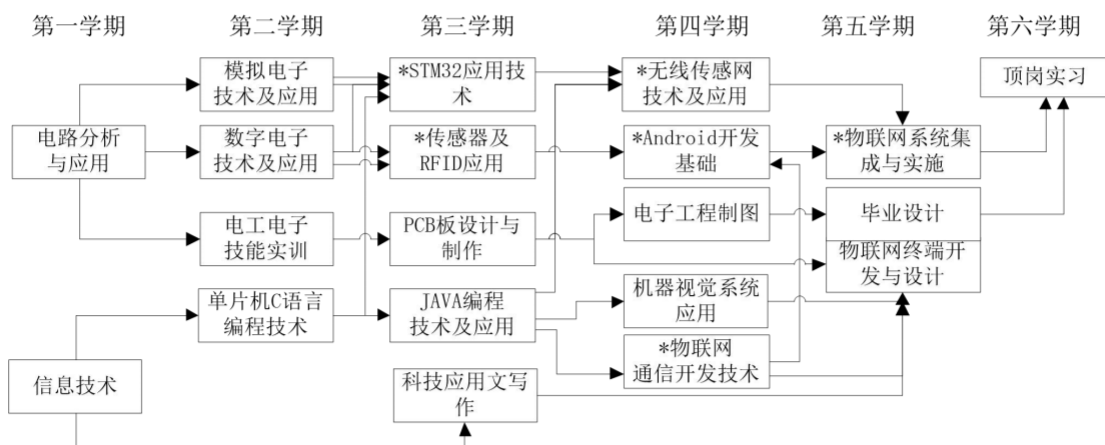 第一学期
第二学期
第三学期
第四学期
第五学期
第六学期
电路分析
与应用
信息技术
模拟电子
技术及应用
数字电子
技术及应用
电工电子
技能实训
单片机C语言
编程技术
*STM32应用技
术
*传感器及
RFID应用
PCB板设计与
制作
JAVA编程
技术及应用
科技应用文写
作
*无线传感网
技术及应用
*Android开发
基础
电子工程制图
机器视觉系统
应用
*物联网
通信开发技术
*物联网系统集
成与实施
毕业设计
物联网终端开
发与设计
顶岗实习